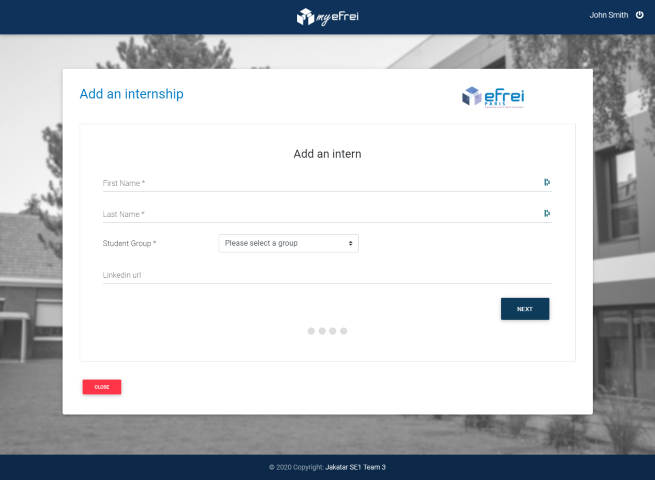 myefrei
John Smith
Add an internship
efrei
PARIS
Add an intern
First Name *
Last Name *
Student Group *
Please select a group
Linkedin url
NEXT
CLOSE
© 2020 Copyright: Jakatar SE1 Team 3